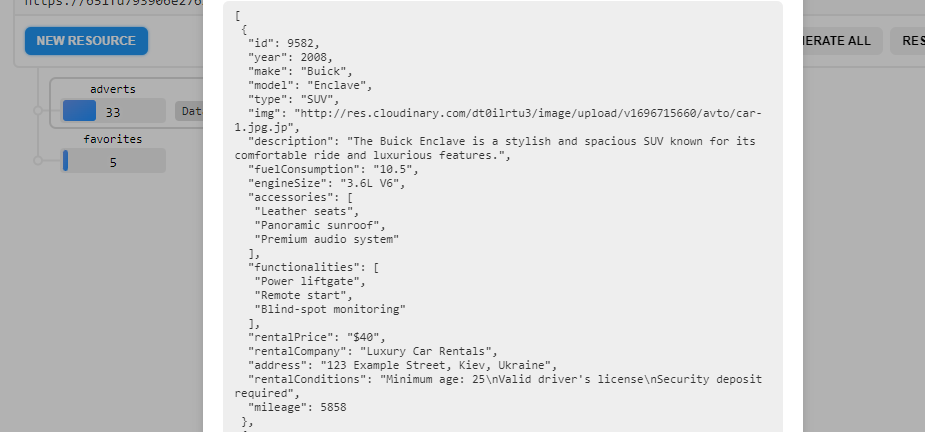 [
{
"id": 9582,
"year": 2008,
"make": "Buick",
"model": "Enclave",
"type": "SUV",
"img": "http://res.cloudinary.com/dt0ilrtu3/image/upload/v1696715660/avto/car-
1.jpg.jp",
"description": "The Buick Enclave is a stylish and spacious SUV known for its
comfortable ride and luxurious features.",
"fuelConsumption": "10.5",
"engineSize": "3.6L V6",
"accessories": [
"Leather seats",
"Panoramic sunroof",
"Premium audio system"
],
"functionalities": [
"Power liftgate",
"Remote start",
"Blind-spot monitoring"
],
"rentalPrice": "$40",
"rentalCompany": "Luxury Car Rentals",
"address": "123 Example Street, Kiev, Ukraine",
"rentalConditions": "Minimum age: 25\nValid driver's license\nSecurity deposit
required",
"mileage": 5858
},
NEW RESOURCE
adverts
33
Dat
favorites
5
ERATE ALL
RES